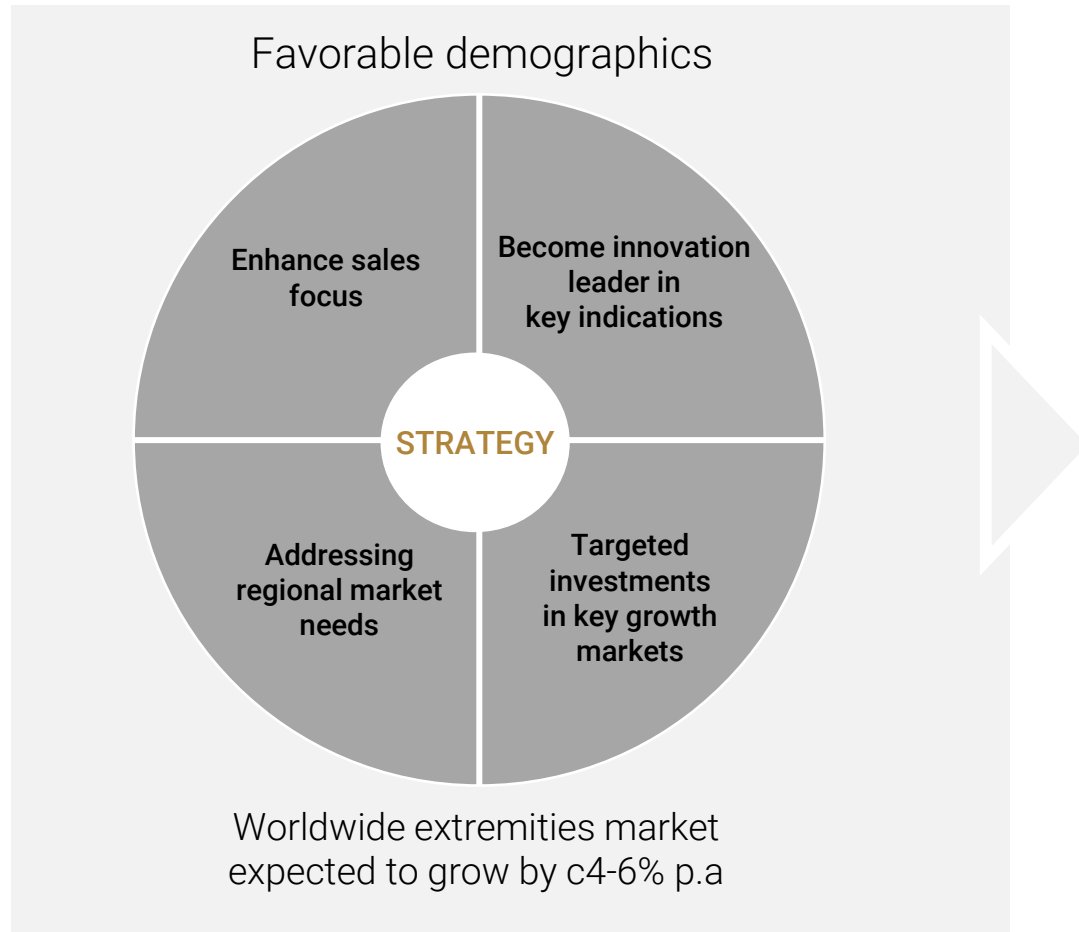 Favorable demographics
Enhance sales
focus
Become innovation
leader in
key indications
STRATEGY
Addressing
regional market
needs
Targeted
investments
in key growth
markets
Worldwide extremities market
expected to grow by c4-6% p.a